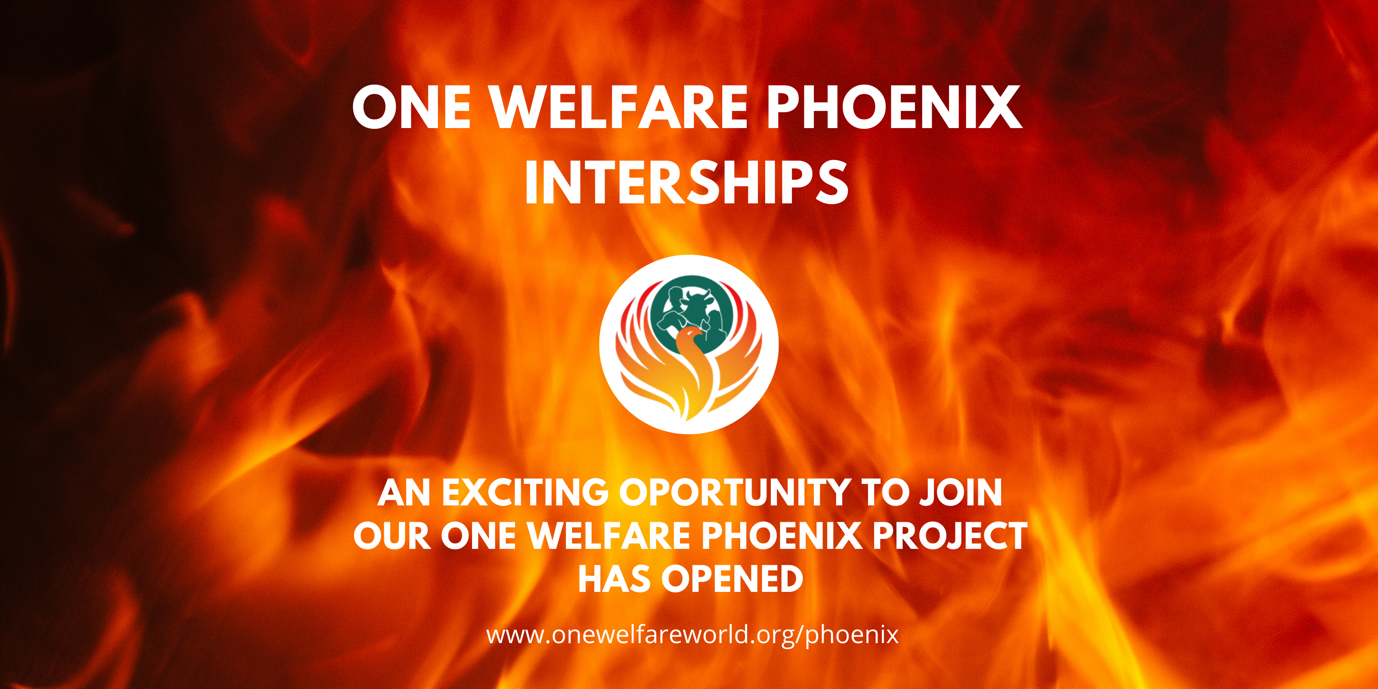 ONE WELFARE PHOENIX
INTERSHIPS
AN EXCITING OPORTUNITY TO JOIN
OUR ONE WELFARE PHOENIX PROJECT
HAS OPENED
www.onewelfareworld.org/phoenix